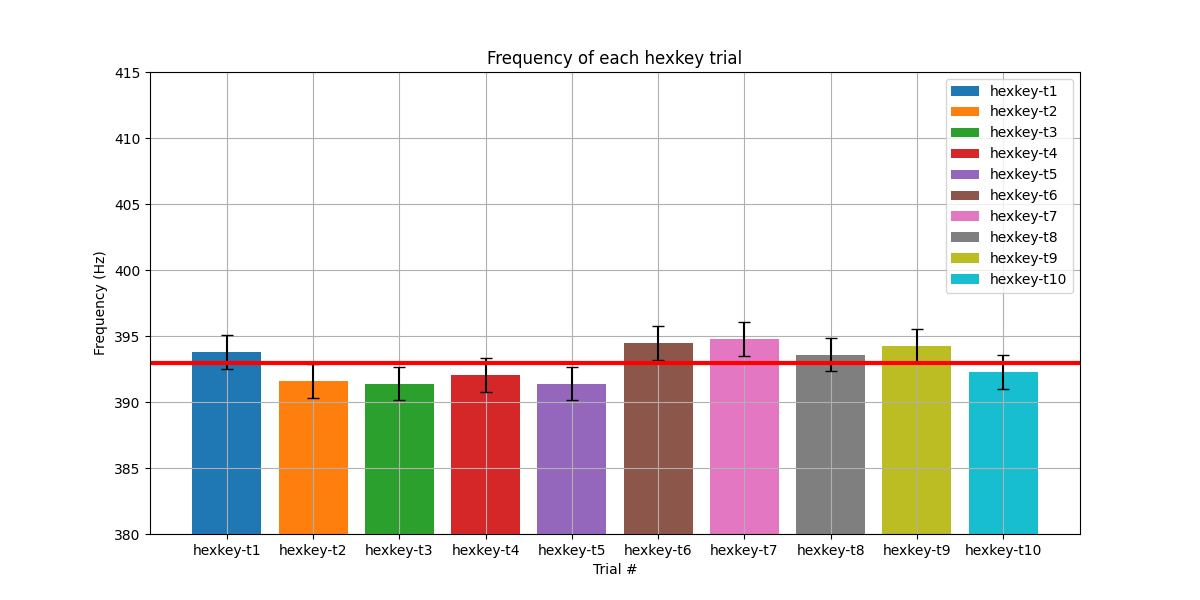 Frequency of each hexkey trial
415
410
405
400
395
390
385
380
Frequency (Hz)
hexkey-t1
hexkey-t2
hexkey-t3
hexkey-t4
hexkey-t5
hexkey-t6
hexkey-t7
hexkey-t8
hexkey-t9
hexkey-t10
hexkey-t1 hexkey-t2 hexkey-t3 hexkey-t4 hexkey-t5 hexkey-t6 hexkey-t7 hexkey-t8 hexkey-t9 hexkey-t10
Trial #